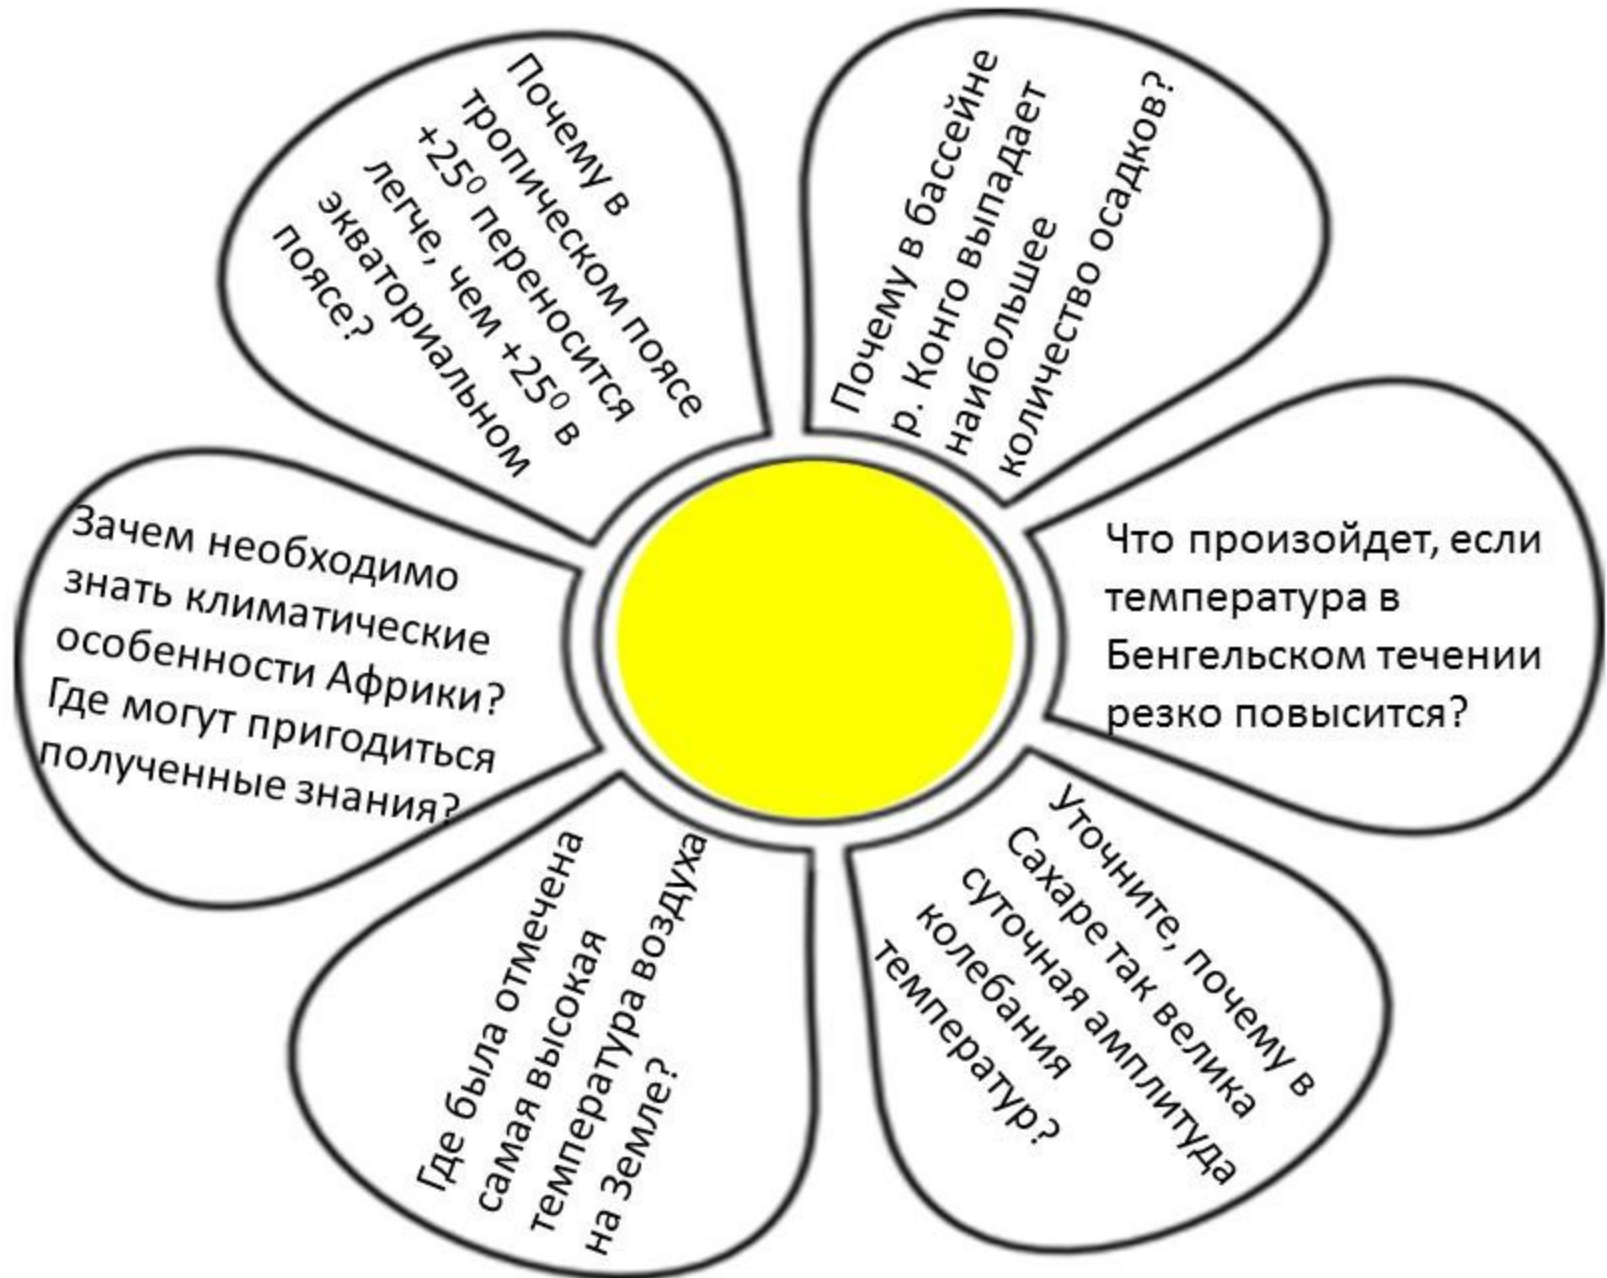 Почему в
тропическом поясе
+25⁰ переносится
легче, чем +25⁰ в
экваториальном
поясе?
Почему в бассейне
р. Конго выпадает
наибольшее
количество осадков?
Что произойдет, если
температура в
Бенгельском течении
резко повысится?
Уточните, почему в
Сахаре так велика
суточная амплитуда
колебания
температур?
Где была отмечена
самая высокая
температура воздуха
на Земле?
Зачем необходимо
знать климатические
особенности Африки?
Где могут пригодиться
полученные знания?